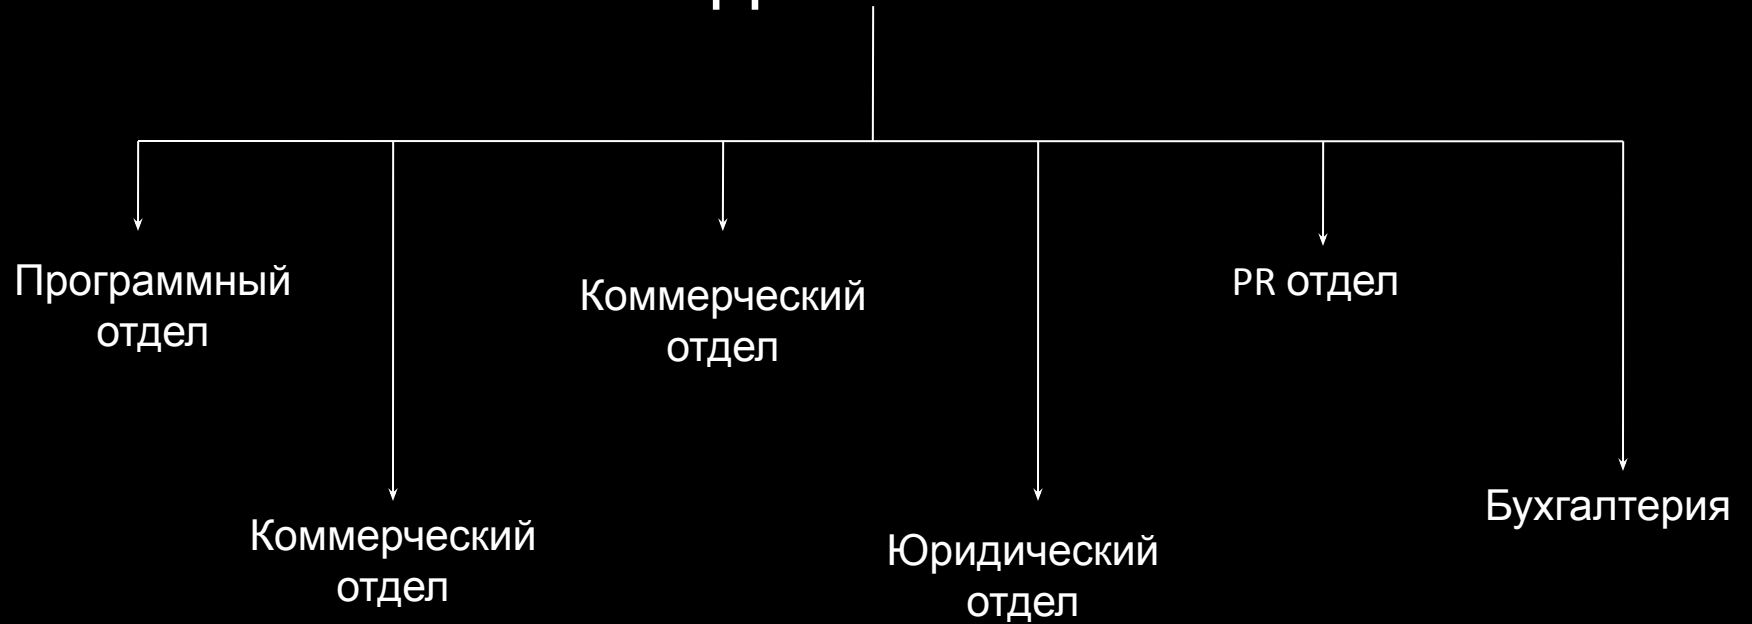 Программный
отдел
Коммерческий
отдел
Коммерческий
отдел
Юридический
отдел
PR отдел
Бухгалтерия